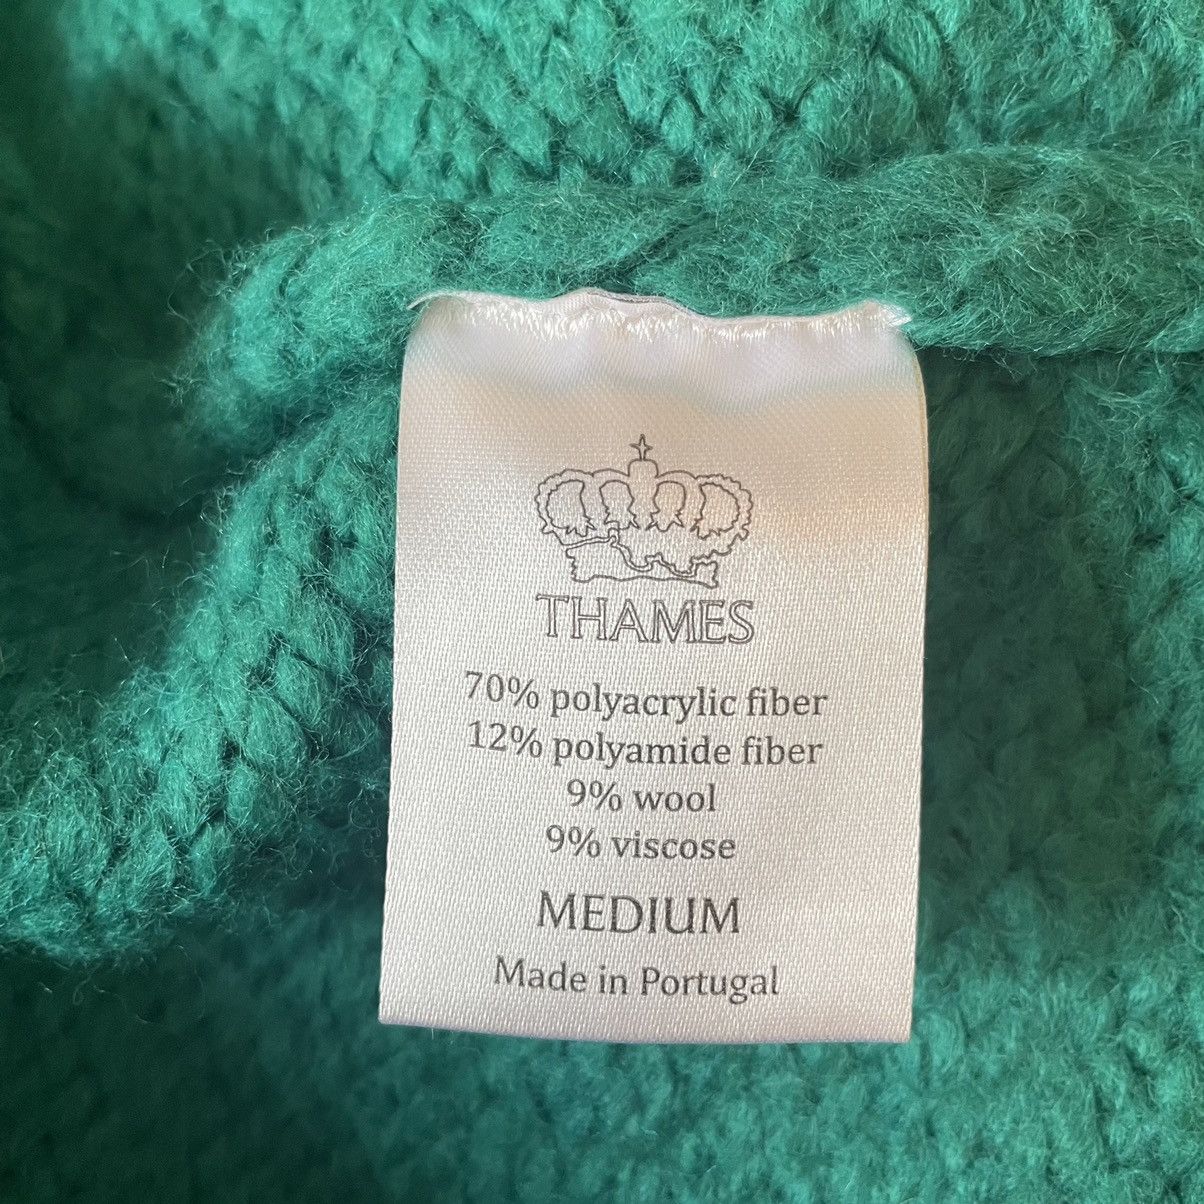 THAMES
70% polyacrylic fiber
12% polyamide fiber
9% wool
9% viscose
MEDIUM
Made in Portugal